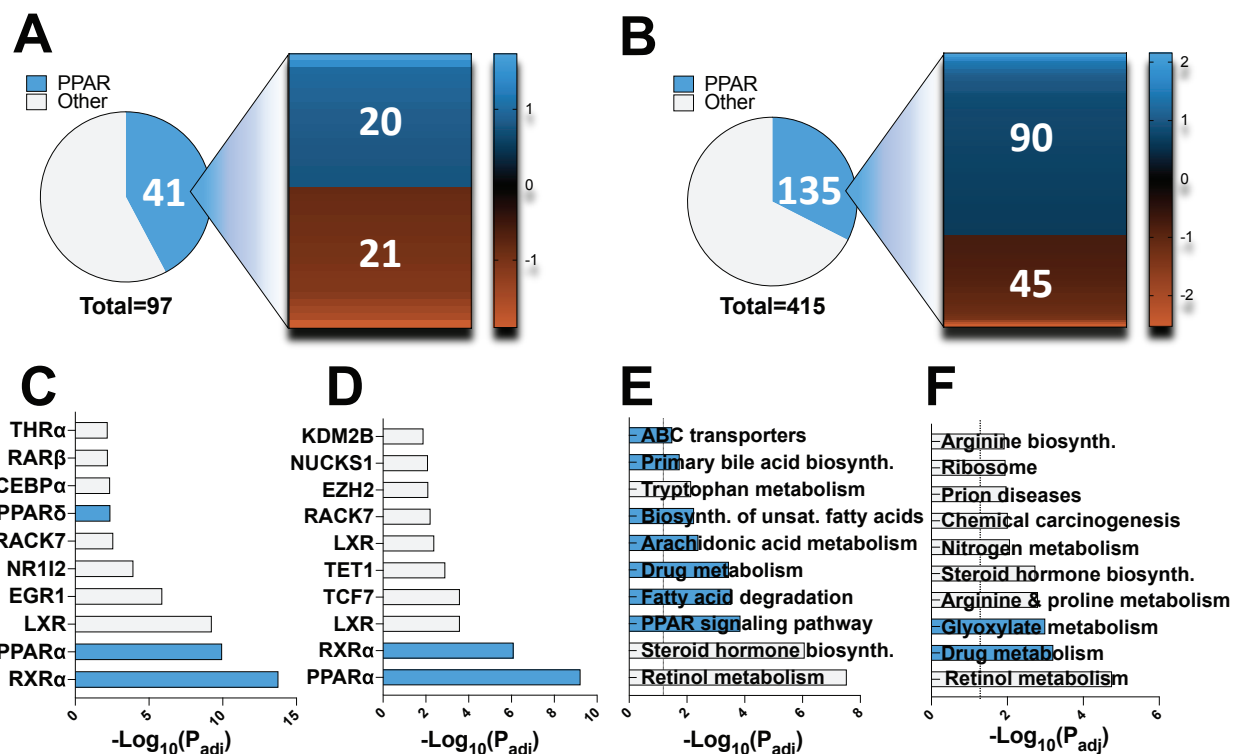 A
PPAR
Other
41
Total=97
20
21
1
0
-1
B
PPAR
Other
135
Total=415
90
45
2
1
0
-1
-2
C
THRα
RARβ
CEBPα
PPARδ
RACK7
NR1I2
EGR1
LXR
PPARα
RXRα
0 5 10 15
-Log10(Padj)
D
KDM2B
NUCKS1
EZH2
RACK7
LXR
TET1
TCF7
LXR
RXRα
PPARα
0 2 4 6 8 10
-Log10(Padj)
E
ABC transporters
Primary bile acid biosynth.
Tryptophan metabolism
Biosynth. of unsat. fatty acids
Arachidonic acid metabolism
Drug metabolism
Fatty acid degradation
PPAR signaling pathway
Steroid hormone biosynth.
Retinol metabolism
0 2 4 6 8
-Log10(Padj)
F
Arginine biosynth.
Ribosome
Prion diseases
Chemical carcinogenesis
Nitrogen metabolism
Steroid hormone biosynth.
Arginine & proline metabolism
Glyoxylate metabolism
Drug metabolism
Retinol metabolism
0 2 4 6
-Log10(Padj)